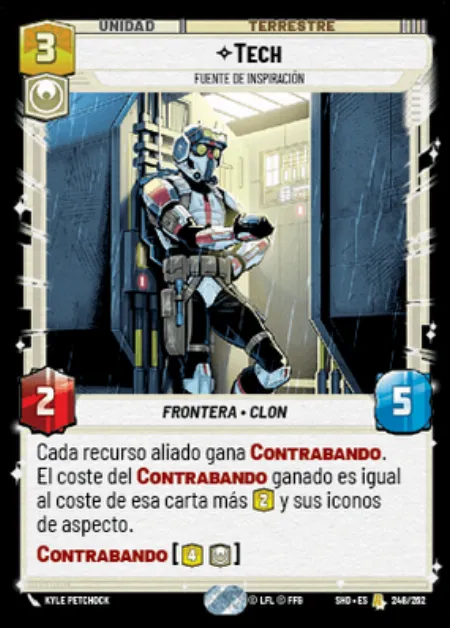 UNIDAD TERRESTRE
3
TECH
FUENTE DE INSPIRACIÓN
2
FRONTERA • CLON
5
Cada recurso aliado gana CONTRABANDO.
El coste del CONTRABANDO ganado es igual
al coste de esa carta más 2 y sus iconos
de aspecto.
CONTRABANDO [4]
KYLE PETCHOCK © LFL © FFG SHD • ES 246/262